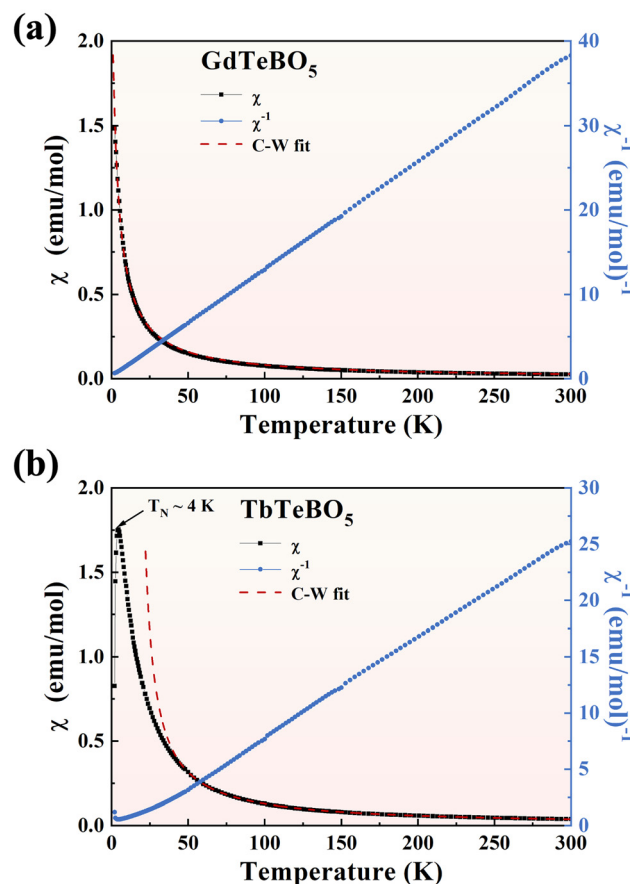 (a)
GdTeBO₅
χ
χ⁻¹
C-W fit
2.0
1.5
1.0
0.5
0.0
χ (emu/mol)
40
30
20
10
0
χ⁻¹ (emu/mol)⁻¹
0 50 100 150 200 250 300
Temperature (K)
(b)
T_N ~ 4 K
TbTeBO₅
χ
χ⁻¹
C-W fit
2.0
1.5
1.0
0.5
0.0
χ (emu/mol)
30
25
20
15
10
5
0
χ⁻¹ (emu/mol)⁻¹
0 50 100 150 200 250 300
Temperature (K)